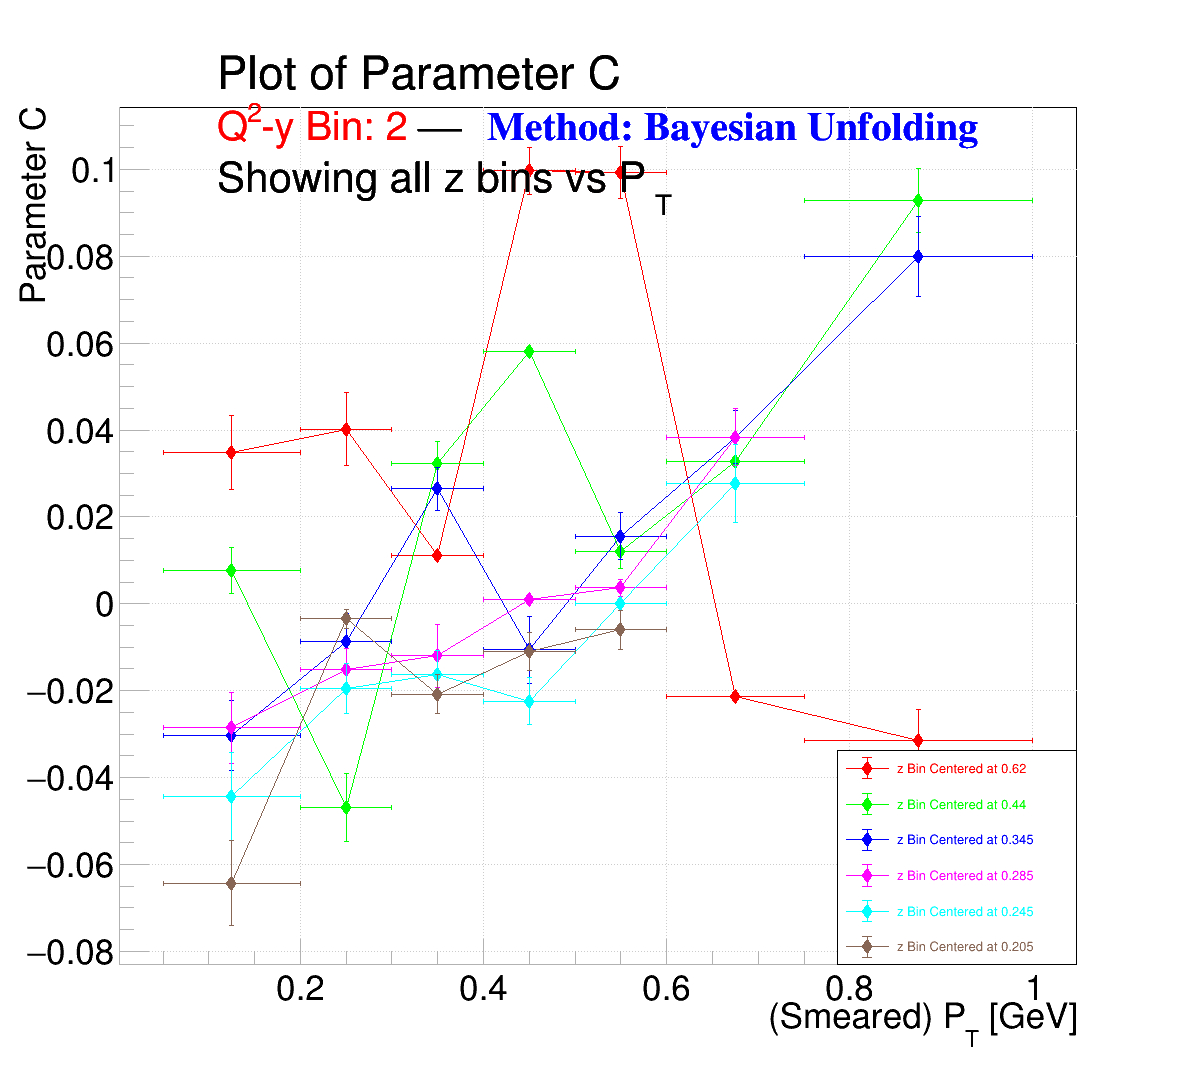 Plot of Parameter C
Q²-y Bin: 2 — Method: Bayesian Unfolding
Showing all z bins vs P_T
Parameter C
0.1
0.08
0.06
0.04
0.02
0
−0.02
−0.04
−0.06
−0.08
z Bin Centered at 0.62
z Bin Centered at 0.44
z Bin Centered at 0.345
z Bin Centered at 0.285
z Bin Centered at 0.245
z Bin Centered at 0.205
0.2 0.4 0.6 0.8 1
(Smeared) P_T [GeV]